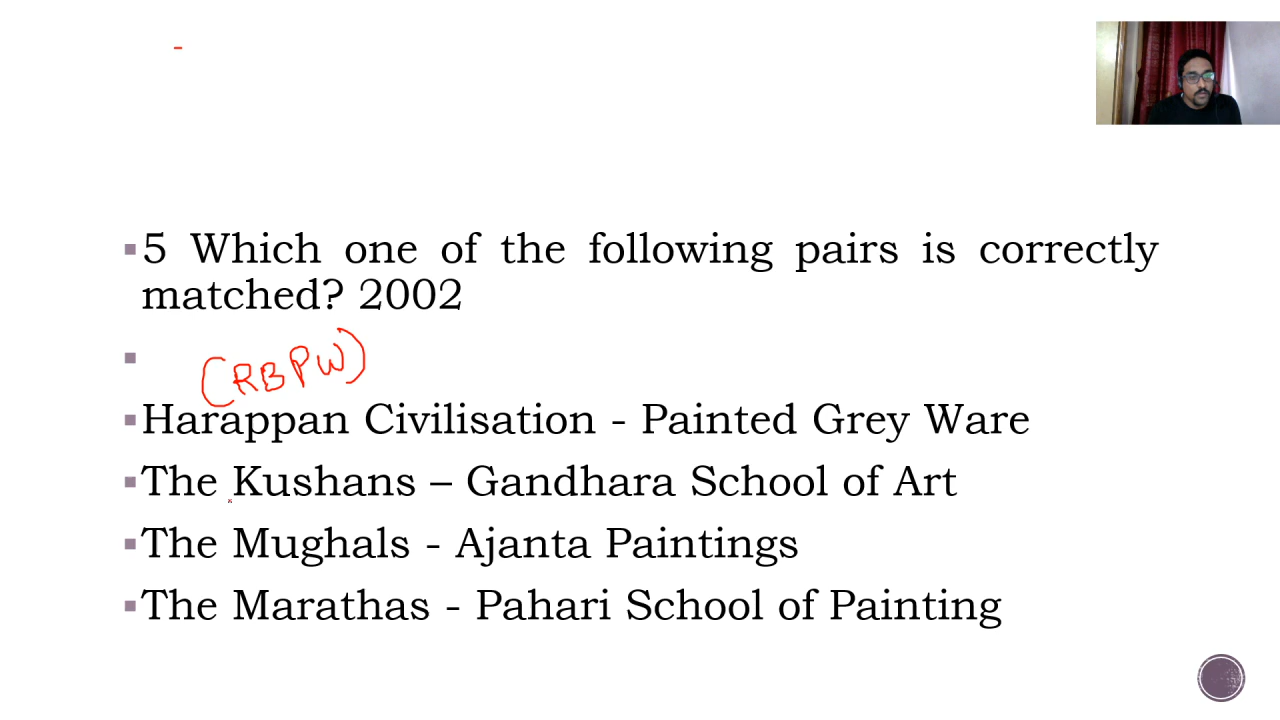 5 Which one of the following pairs is correctly
matched? 2002
(RBPW)
Harappan Civilisation - Painted Grey Ware
The Kushans – Gandhara School of Art
The Mughals - Ajanta Paintings
The Marathas - Pahari School of Painting